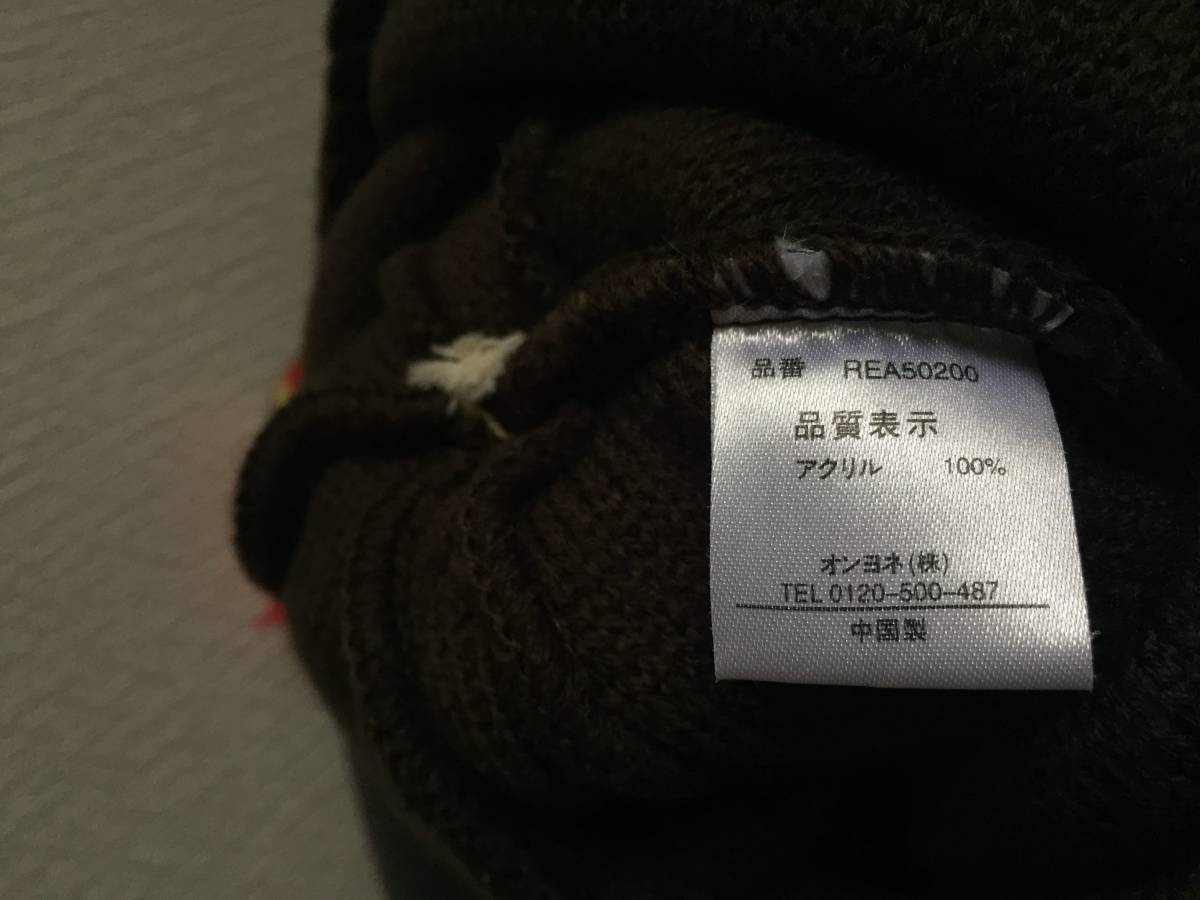 品番 REA50200
品質表示
アクリル 100%
オンヨネ(株)
TEL 0120-500-487
中国製